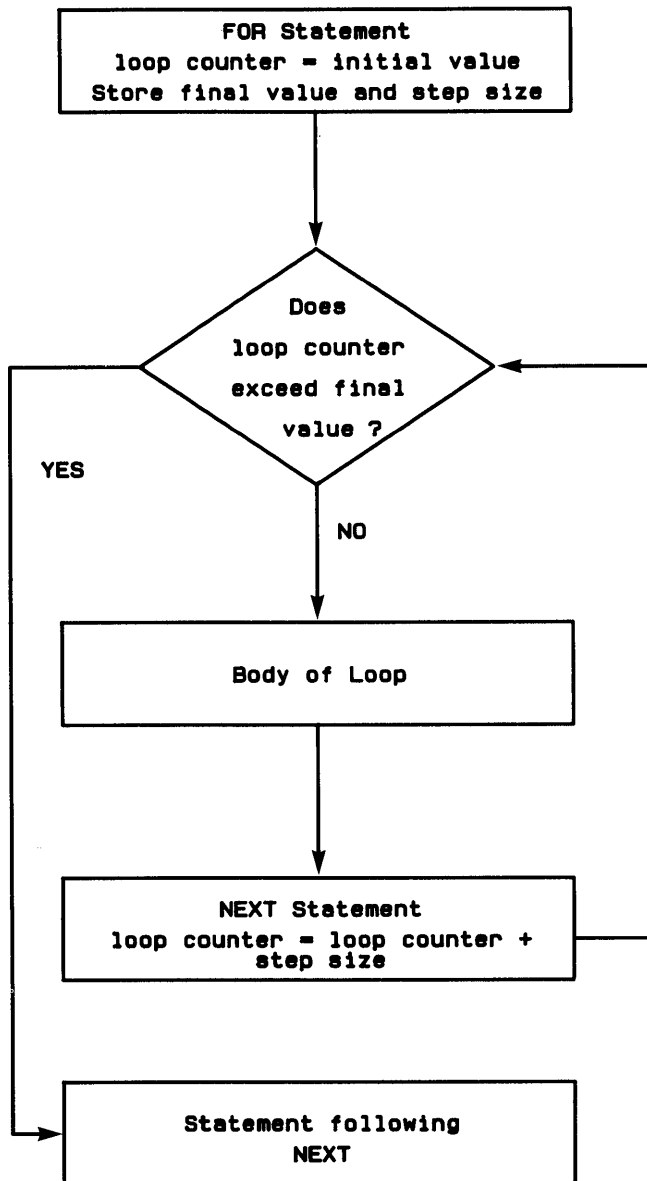 FOR Statement
loop counter = initial value
Store final value and step size
Does
loop counter
exceed final
value ?
YES
NO
Body of Loop
NEXT Statement
loop counter = loop counter +
step size
Statement following
NEXT